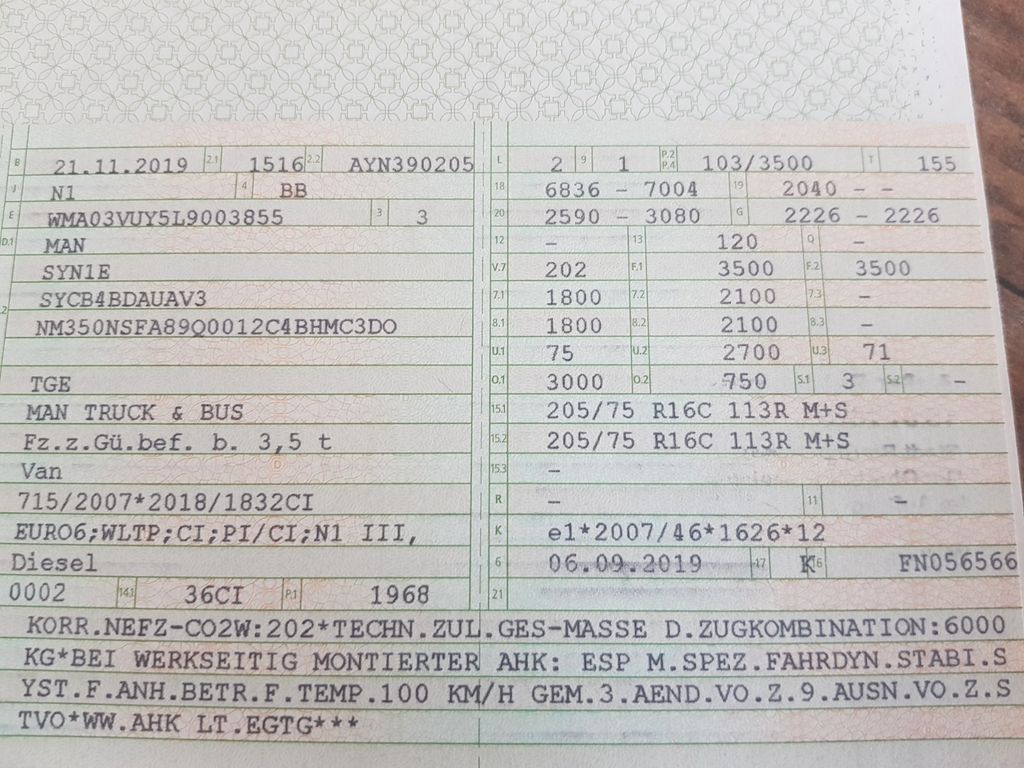 B 21.11.2019 2.1 1516 2.2 AYN390205
J N1 4 BB
E WMA03VUY5L9003855 3 3
D.1 MAN
SYN1E
SYCB4BDAUAV3
2 NM350NSFA89Q0012C4BHMC3DO
TGE
MAN TRUCK & BUS
Fz.z.Gü.bef. b. 3,5 t
Van
715/2007*2018/1832CI
EURO6;WLTP;CI;PI/CI;N1 III,
Diesel
0002 14.1 36CI P.1 1968
L 2 9 1 P.2 P.4 103/3500 T 155
18 6836 - 7004 19 2040 - -
20 2590 - 3080 G 2226 - 2226
12 - 13 120 Q -
V.7 202 F.1 3500 F.2 3500
7.1 1800 7.2 2100 7.3 -
8.1 1800 8.2 2100 8.3 -
U.1 75 U.2 2700 U.3 71
O.1 3000 O.2 750 S.1 3 S.2 -
15.1 205/75 R16C 113R M+S
15.2 205/75 R16C 113R M+S
15.3 -
R - 11 -
K e1*2007/46*1626*12
6 06.09.2019 17 K 16 FN056566
21
KORR.NEFZ-CO2W:202*TECHN.ZUL.GES-MASSE D.ZUGKOMBINATION:6000
KG*BEI WERKSEITIG MONTIERTER AHK: ESP M.SPEZ.FAHRDYN.STABI.S
YST.F.ANH.BETR.F.TEMP.100 KM/H GEM.3.AEND.VO.Z.9.AUSN.VO.Z.S
TVO*WW.AHK LT.EGTG***